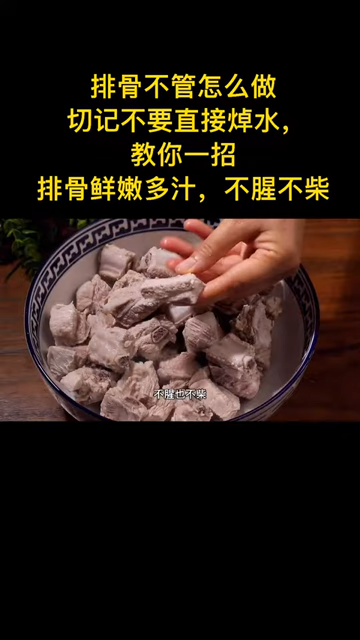 排骨不管怎么做
切记不要直接焯水，
教你一招
排骨鲜嫩多汁，不腥不柴
不腥也不柴